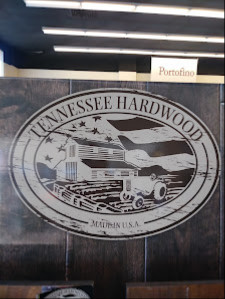 Portofino
TENNESSEE HARDWOOD
MADE IN U.S.A.